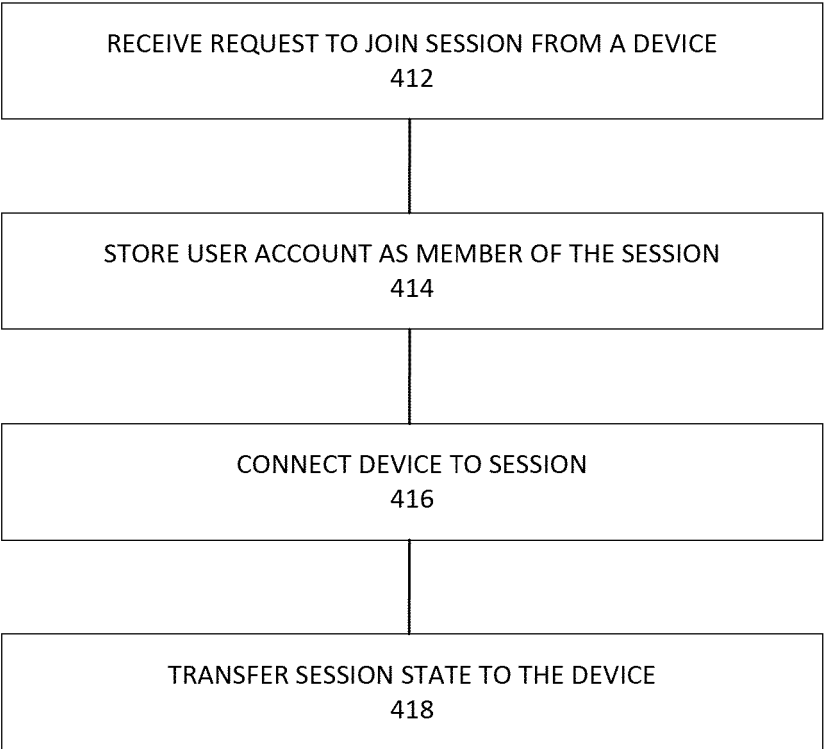 RECEIVE REQUEST TO JOIN SESSION FROM A DEVICE
412
STORE USER ACCOUNT AS MEMBER OF THE SESSION
414
CONNECT DEVICE TO SESSION
416
TRANSFER SESSION STATE TO THE DEVICE
418